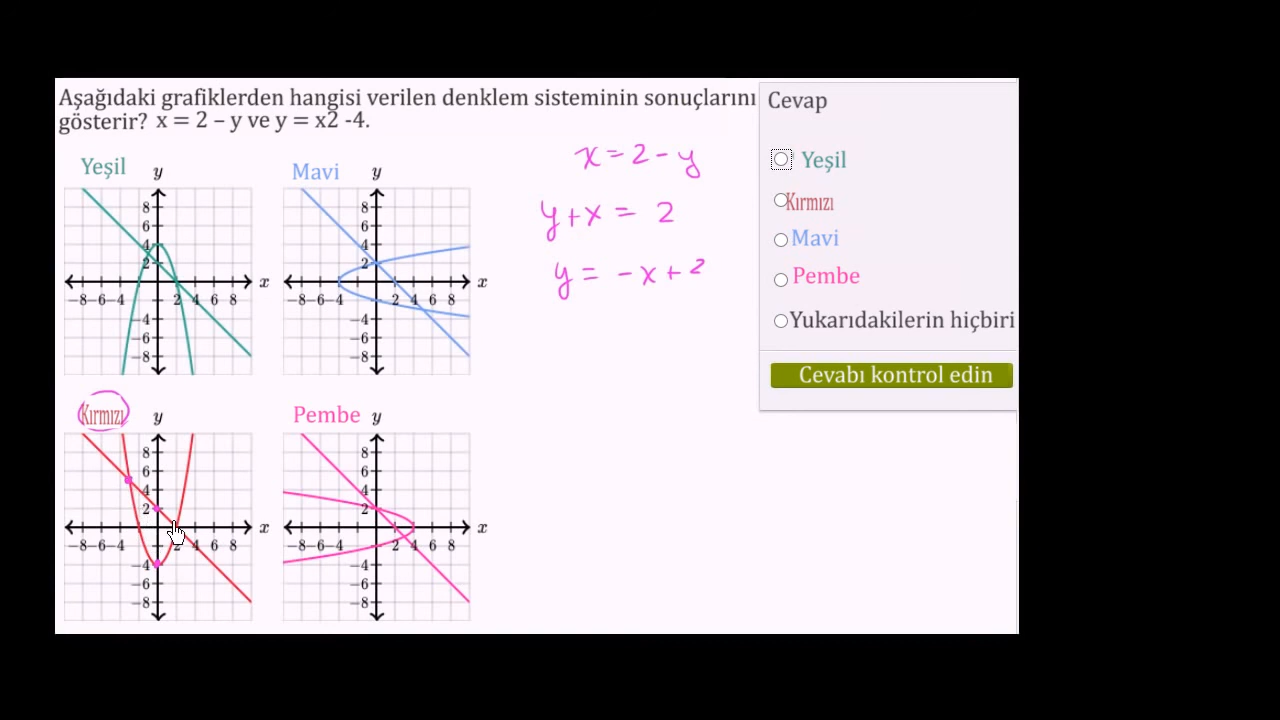 Aşağıdaki grafiklerden hangisi verilen denklem sisteminin sonuçlarını
gösterir? x = 2 – y ve y = x2 -4.
Yeşil
y
8
6
4
2
x
−8−6−4
2 4 6 8
−4
−6
−8
Mavi
y
8
6
4
2
x
−8−6−4
2 4 6 8
−4
−6
−8
x = 2 - y
y + x = 2
y = -x + 2
Kırmızı
y
8
6
4
2
x
−8−6−4
2 4 6 8
−4
−6
−8
Pembe
y
8
6
4
2
x
−8−6−4
2 4 6 8
−4
−6
−8
Cevap
Yeşil
Kırmızı
Mavi
Pembe
Yukarıdakilerin hiçbiri
Cevabı kontrol edin